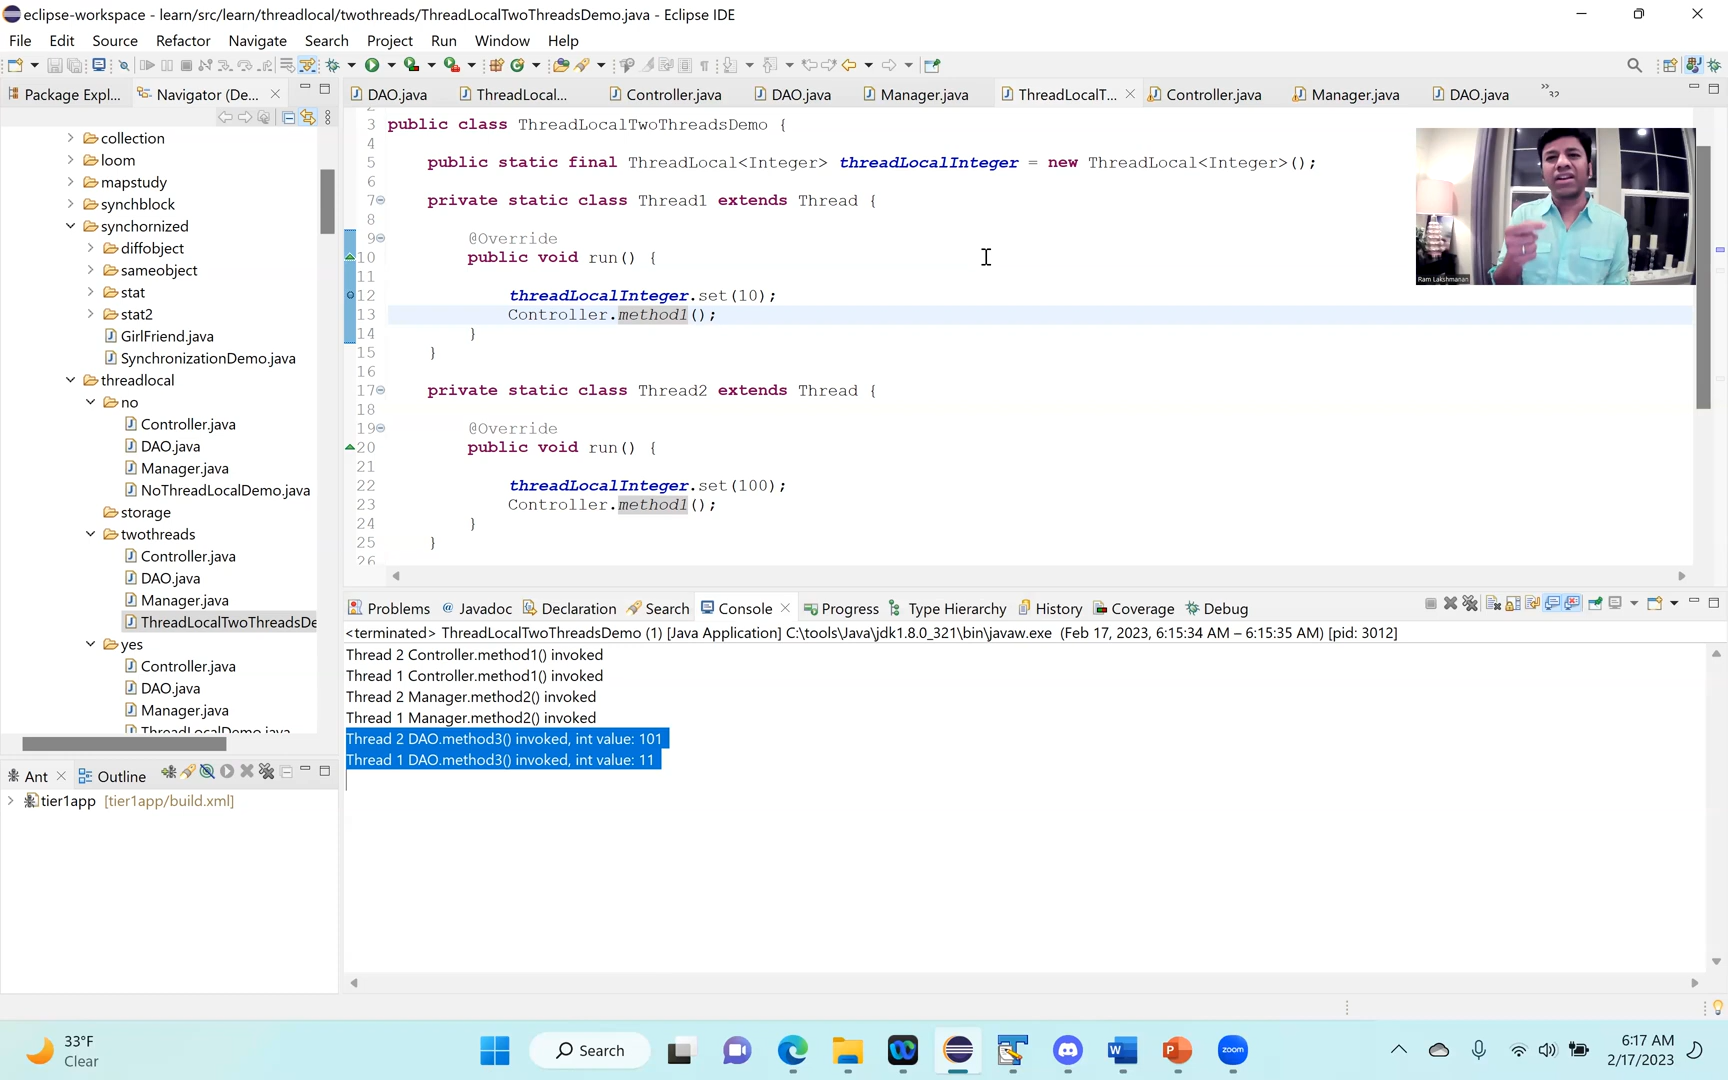 eclipse-workspace - learn/src/learn/threadlocal/twothreads/ThreadLocalTwoThreadsDemo.java - Eclipse IDE
File Edit Source Refactor Navigate Search Project Run Window Help
Package Expl... Navigator (De... DAO.java ThreadLocal... Controller.java DAO.java Manager.java ThreadLocalT... Controller.java Manager.java DAO.java »32
collection
loom
mapstudy
synchblock
synchornized
diffobject
sameobject
stat
stat2
GirlFriend.java
SynchronizationDemo.java
threadlocal
no
Controller.java
DAO.java
Manager.java
NoThreadLocalDemo.java
storage
twothreads
Controller.java
DAO.java
Manager.java
ThreadLocalTwoThreadsDe
yes
Controller.java
DAO.java
Manager.java
ThreadLocalDemo.java
2
3 public class ThreadLocalTwoThreadsDemo {
4
5 public static final ThreadLocal<Integer> threadLocalInteger = new ThreadLocal<Integer>();
6
7 private static class Thread1 extends Thread {
8
9 @Override
10 public void run() {
11
12 threadLocalInteger.set(10);
13 Controller.method1();
14 }
15 }
16
17 private static class Thread2 extends Thread {
18
19 @Override
20 public void run() {
21
22 threadLocalInteger.set(100);
23 Controller.method1();
24 }
25 }
26
Ram Lakshmanan
Problems @ Javadoc Declaration Search Console Progress Type Hierarchy History Coverage Debug
<terminated> ThreadLocalTwoThreadsDemo (1) [Java Application] C:\tools\Java\jdk1.8.0_321\bin\javaw.exe (Feb 17, 2023, 6:15:34 AM – 6:15:35 AM) [pid: 3012]
Thread 2 Controller.method1() invoked
Thread 1 Controller.method1() invoked
Thread 2 Manager.method2() invoked
Thread 1 Manager.method2() invoked
Thread 2 DAO.method3() invoked, int value: 101
Thread 1 DAO.method3() invoked, int value: 11
Ant Outline
tier1app [tier1app/build.xml]
33°F
Clear
Search
zoom
6:17 AM
2/17/2023